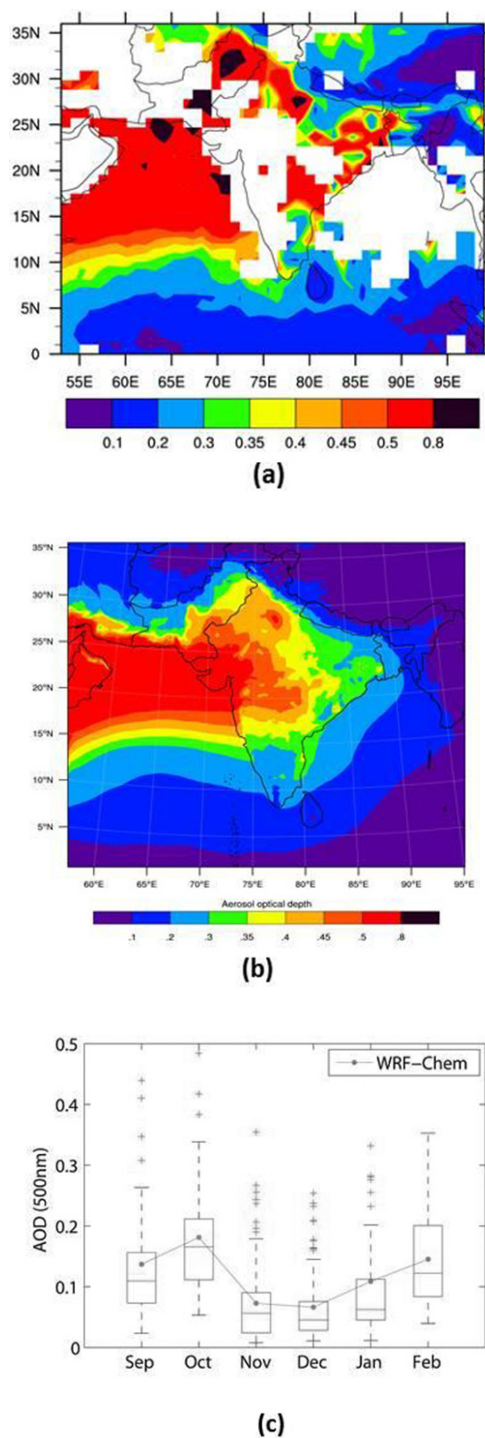 35N
30N
25N
20N
15N
10N
5N
0
55E 60E 65E 70E 75E 80E 85E 90E 95E
0.1 0.2 0.3 0.35 0.4 0.45 0.5 0.8
(a)
35°N
30°N
25°N
20°N
15°N
10°N
5°N
60°E 65°E 70°E 75°E 80°E 85°E 90°E 95°E
Aerosol optical depth
.1 .2 .3 .35 .4 .45 .5 .8
(b)
0.5
WRF-Chem
0.4
0.3
AOD (500nm)
0.2
0.1
0
Sep Oct Nov Dec Jan Feb
(c)